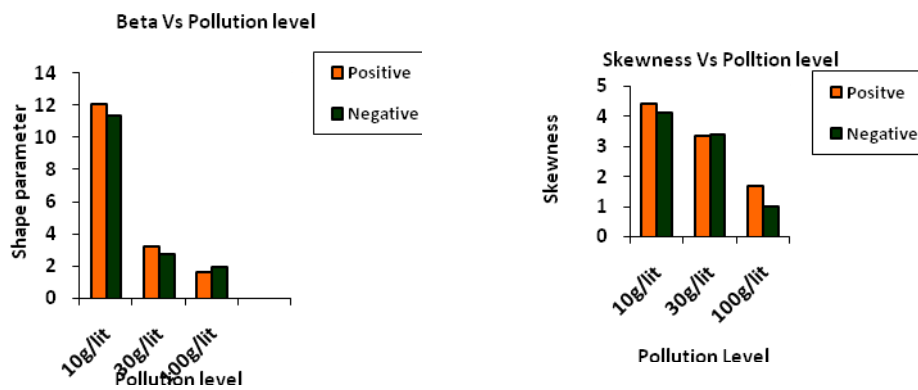 Beta Vs Pollution level
14
12
10
8
6
4
2
0
Shape parameter
Positive
Negative
10g/lit
30g/lit
100g/lit
Pollution level
Skewness Vs Polltion level
5
4
3
2
1
0
Skewness
Positve
Negative
10g/lit
30g/lit
100g/lit
Pollution Level